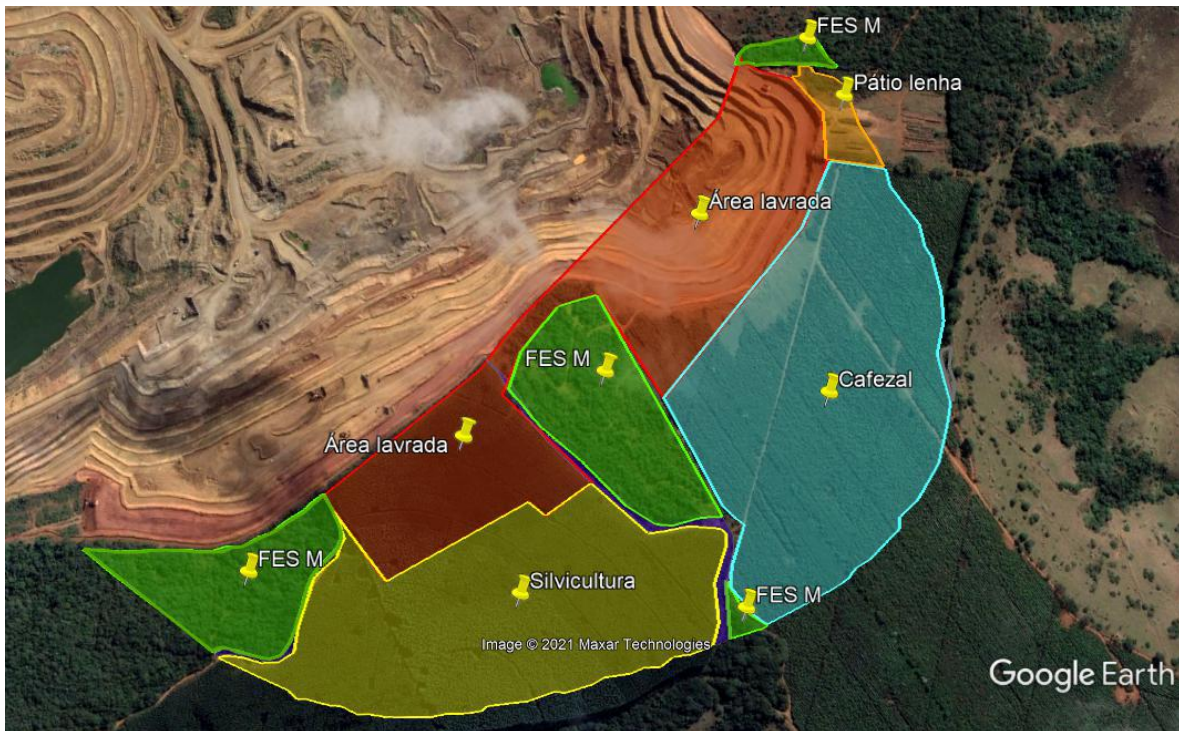 FES M
Pátio lenha
Área lavrada
FES M
Cafezal
Área lavrada
FES M
Silvicultura
FES M
Image © 2021 Maxar Technologies
Google Earth